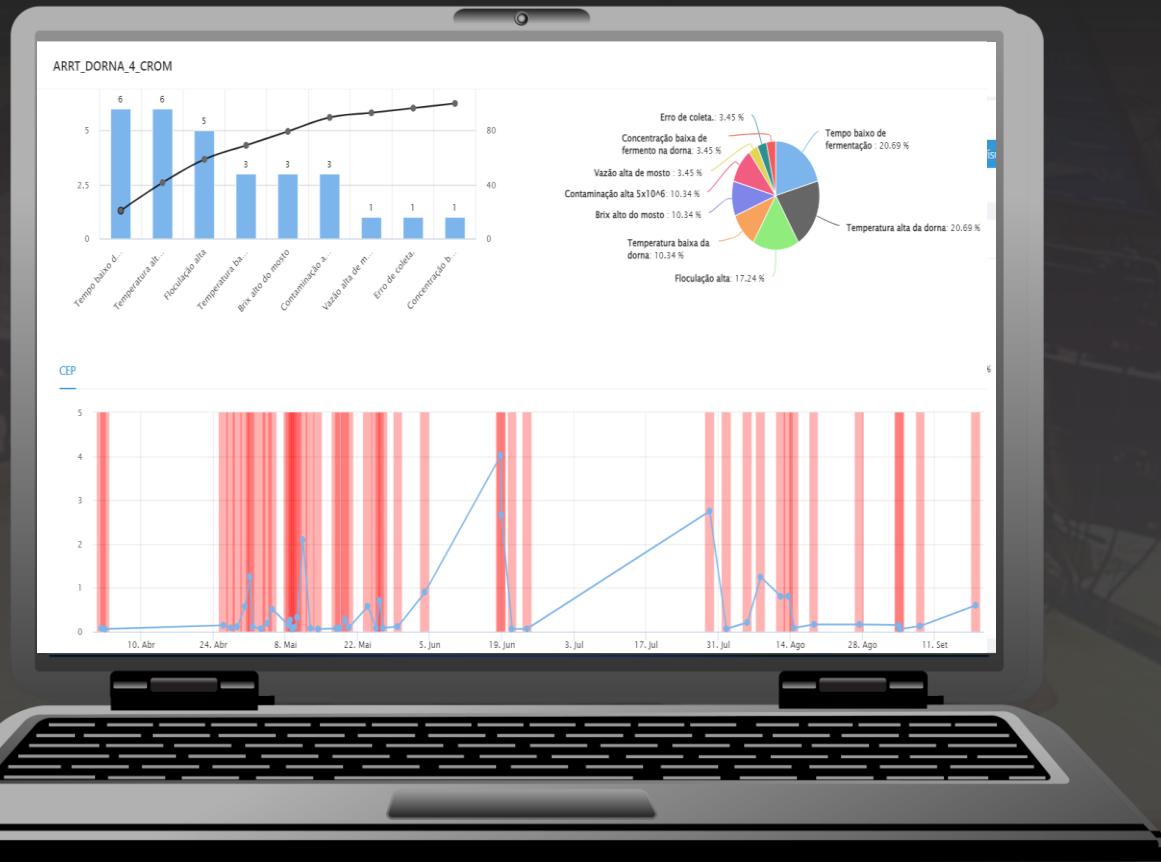 ARRT_DORNA_4_CROM
6
6
5
3
3
3
1
1
1
5
2.5
0
80
40
0
Tempo baixo d...
Temperatura alt...
Floculação alta
Temperatura ba...
Brix alto do mosto
Contaminação a...
Vazão alta de m...
Erro de coleta.
Concentração b...
Erro de coleta.: 3.45 %
Concentração baixa de
fermento na dorna: 3.45 %
Vazão alta de mosto : 3.45 %
Contaminação alta 5x10^6: 10.34 %
Brix alto do mosto : 10.34 %
Temperatura baixa da
dorna: 10.34 %
Floculação alta: 17.24 %
Tempo baixo de
fermentação : 20.69 %
Temperatura alta da dorna: 20.69 %
CEP
%
5
4
3
2
1
0
10. Abr
24. Abr
8. Mai
22. Mai
5. Jun
19. Jun
3. Jul
17. Jul
31. Jul
14. Ago
28. Ago
11. Set